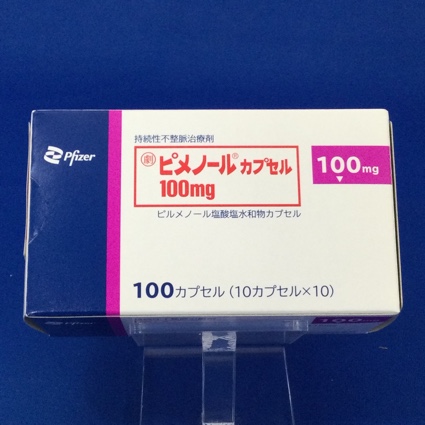 持続性不整脈治療剤
Pfizer
劇 ピメノール® カプセル
100mg
100mg
ピルメノール塩酸塩水和物カプセル
100カプセル (10カプセル×10)
Pfizer
100mg